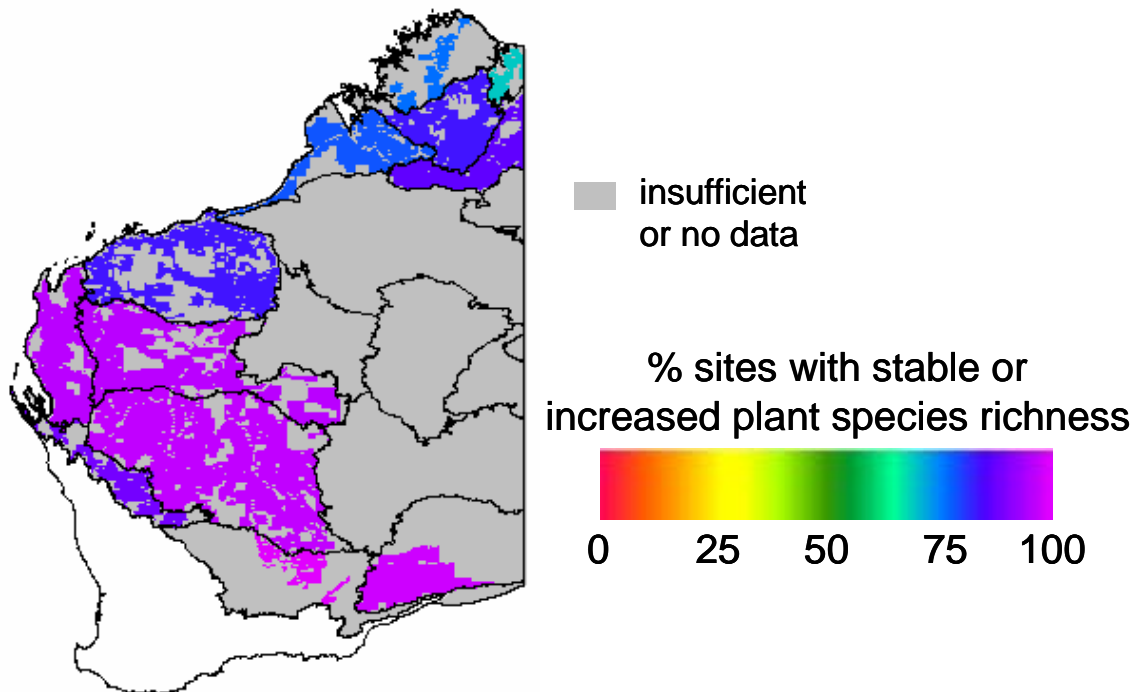 insufficient
or no data
% sites with stable or
increased plant species richness
0 25 50 75 100